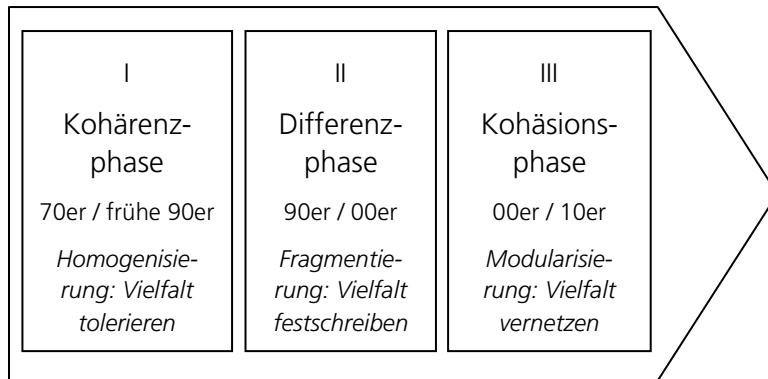 I
Kohärenz-
phase
70er / frühe 90er
Homogenisie-
rung: Vielfalt
tolerieren
II
Differenz-
phase
90er / 00er
Fragmentie-
rung: Vielfalt
festschreiben
III
Kohäsions-
phase
00er / 10er
Modularisie-
rung: Vielfalt
vernetzen